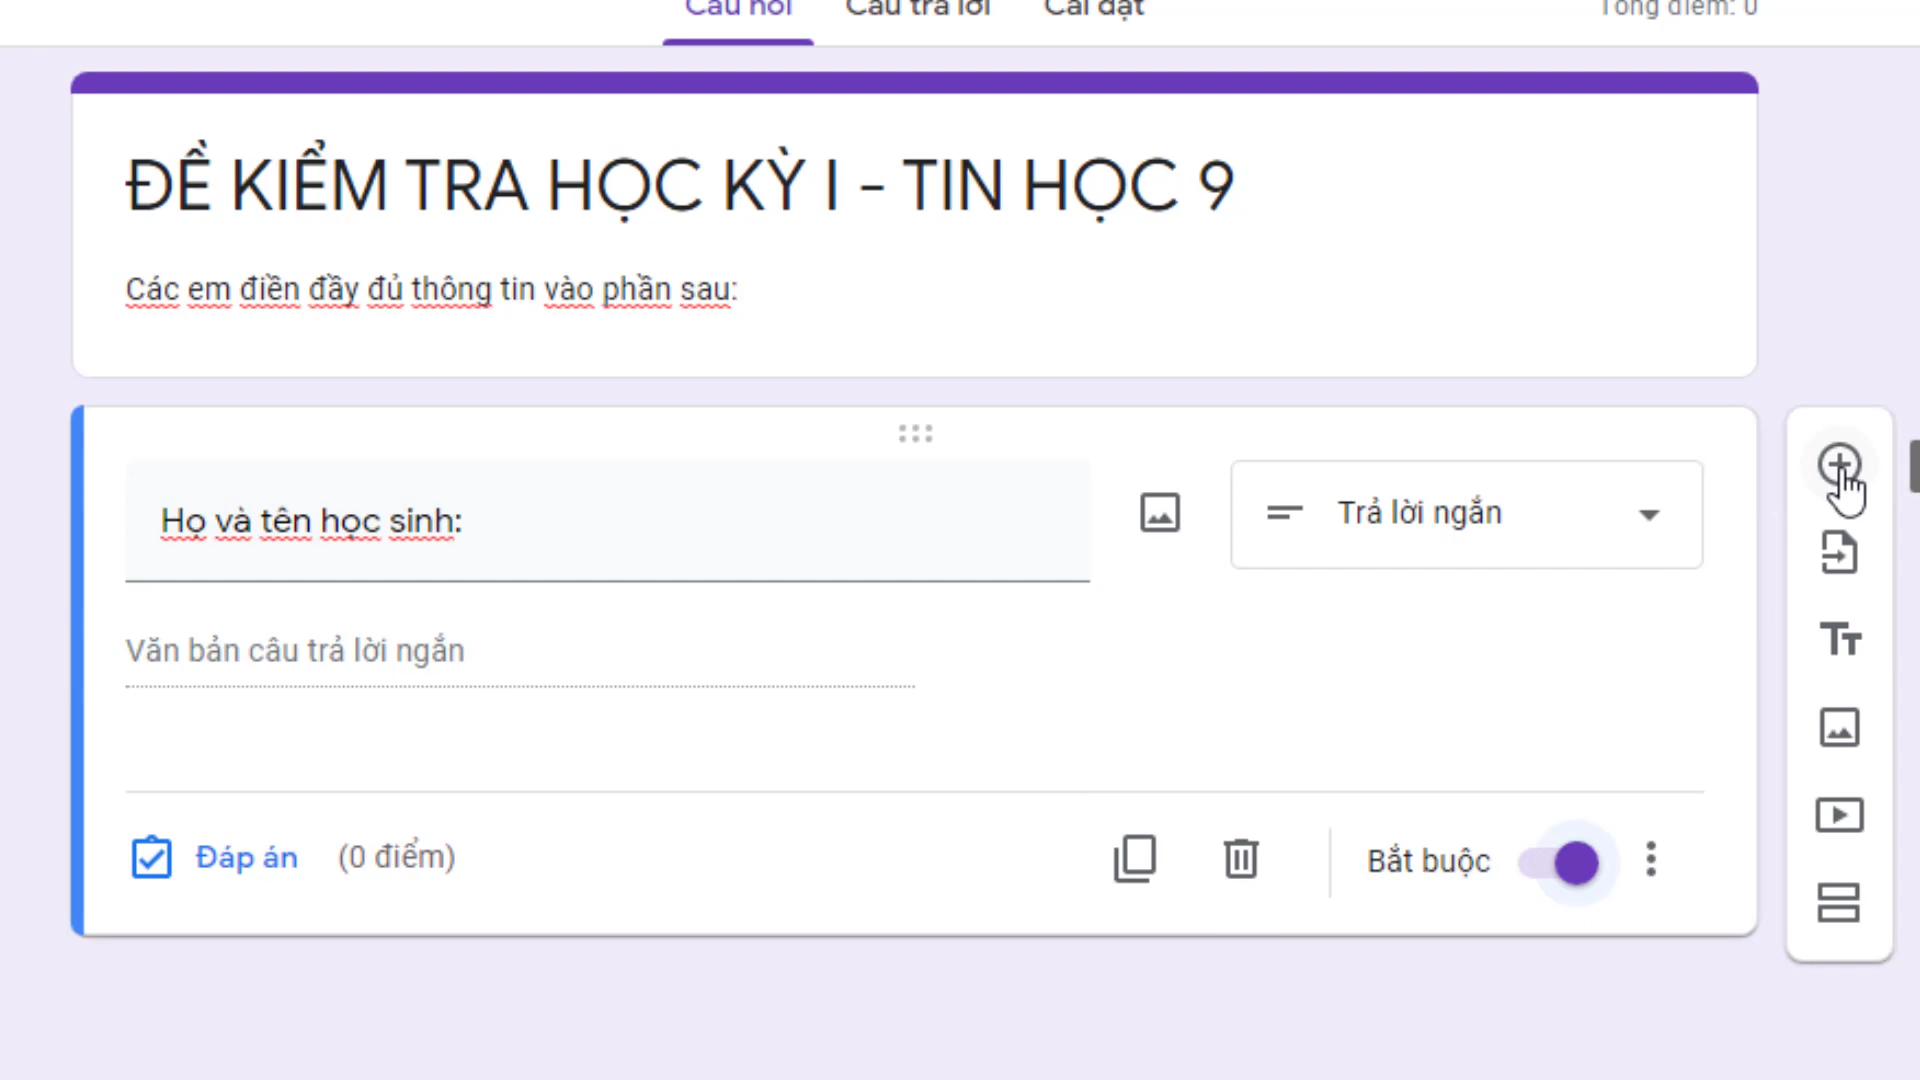 Câu hỏi Câu trả lời Cài đặt Tổng điểm: 0
ĐỀ KIỂM TRA HỌC KỲ I - TIN HỌC 9
Các em điền đầy đủ thông tin vào phần sau:
Họ và tên học sinh:
Trả lời ngắn
Văn bản câu trả lời ngắn
Đáp án (0 điểm)
Bắt buộc